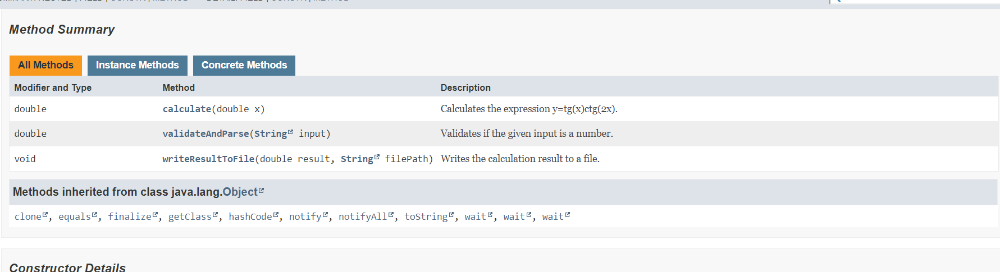 Method Summary
All Methods Instance Methods Concrete Methods
Modifier and Type Method Description
double calculate(double x) Calculates the expression y=tg(x)ctg(2x).
double validateAndParse(String input) Validates if the given input is a number.
void writeResultToFile(double result, String filePath) Writes the calculation result to a file.
Methods inherited from class java.lang.Object
clone, equals, finalize, getClass, hashCode, notify, notifyAll, toString, wait, wait, wait
Constructor Details